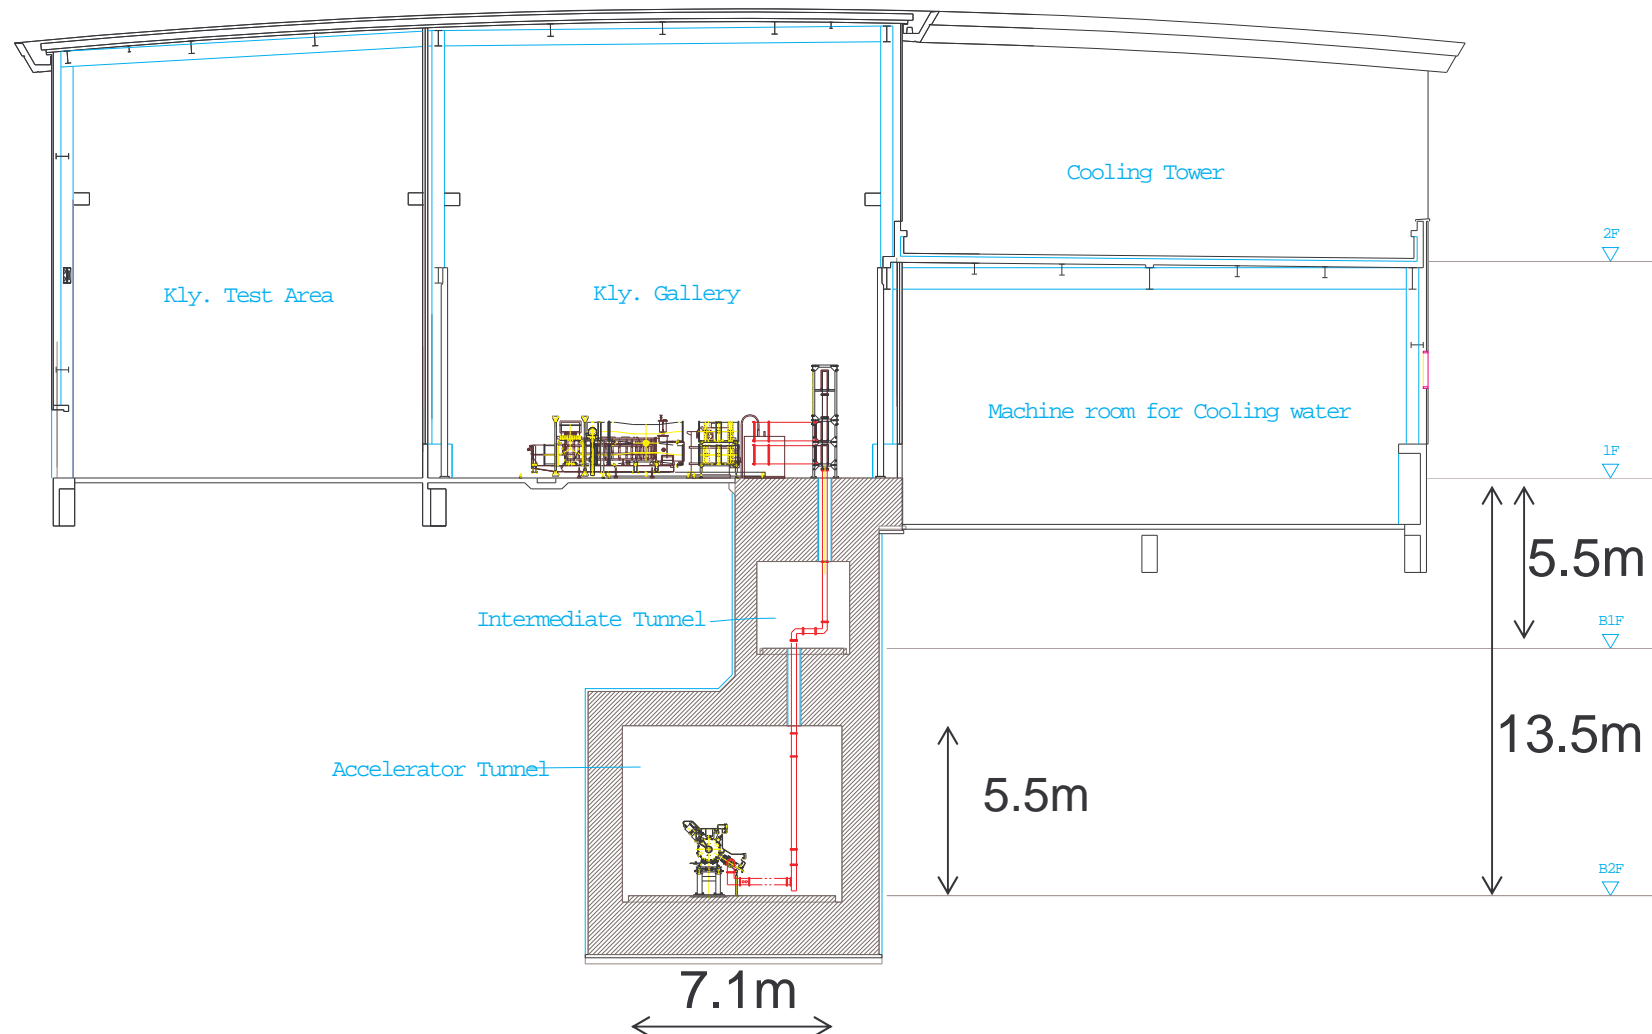 Cooling Tower
2F
Kly. Test Area
Kly. Gallery
Machine room for Cooling water
1F
5.5m
Intermediate Tunnel
B1F
13.5m
Accelerator Tunnel
5.5m
B2F
7.1m